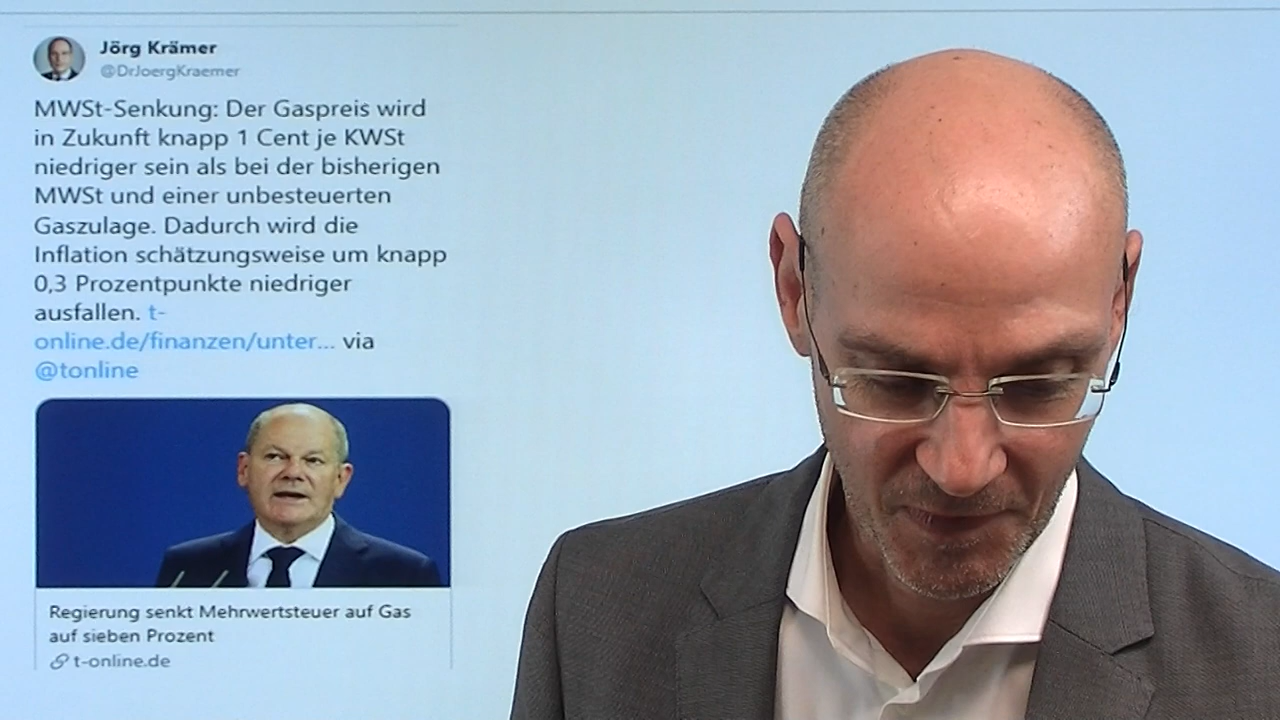 Jörg Krämer
@DrJoergKraemer
MWSt-Senkung: Der Gaspreis wird
in Zukunft knapp 1 Cent je KWSt
niedriger sein als bei der bisherigen
MWSt und einer unbesteuerten
Gaszulage. Dadurch wird die
Inflation schätzungsweise um knapp
0,3 Prozentpunkte niedriger
ausfallen. t-
online.de/finanzen/unter... via
@tonline
Regierung senkt Mehrwertsteuer auf Gas
auf sieben Prozent
t-online.de